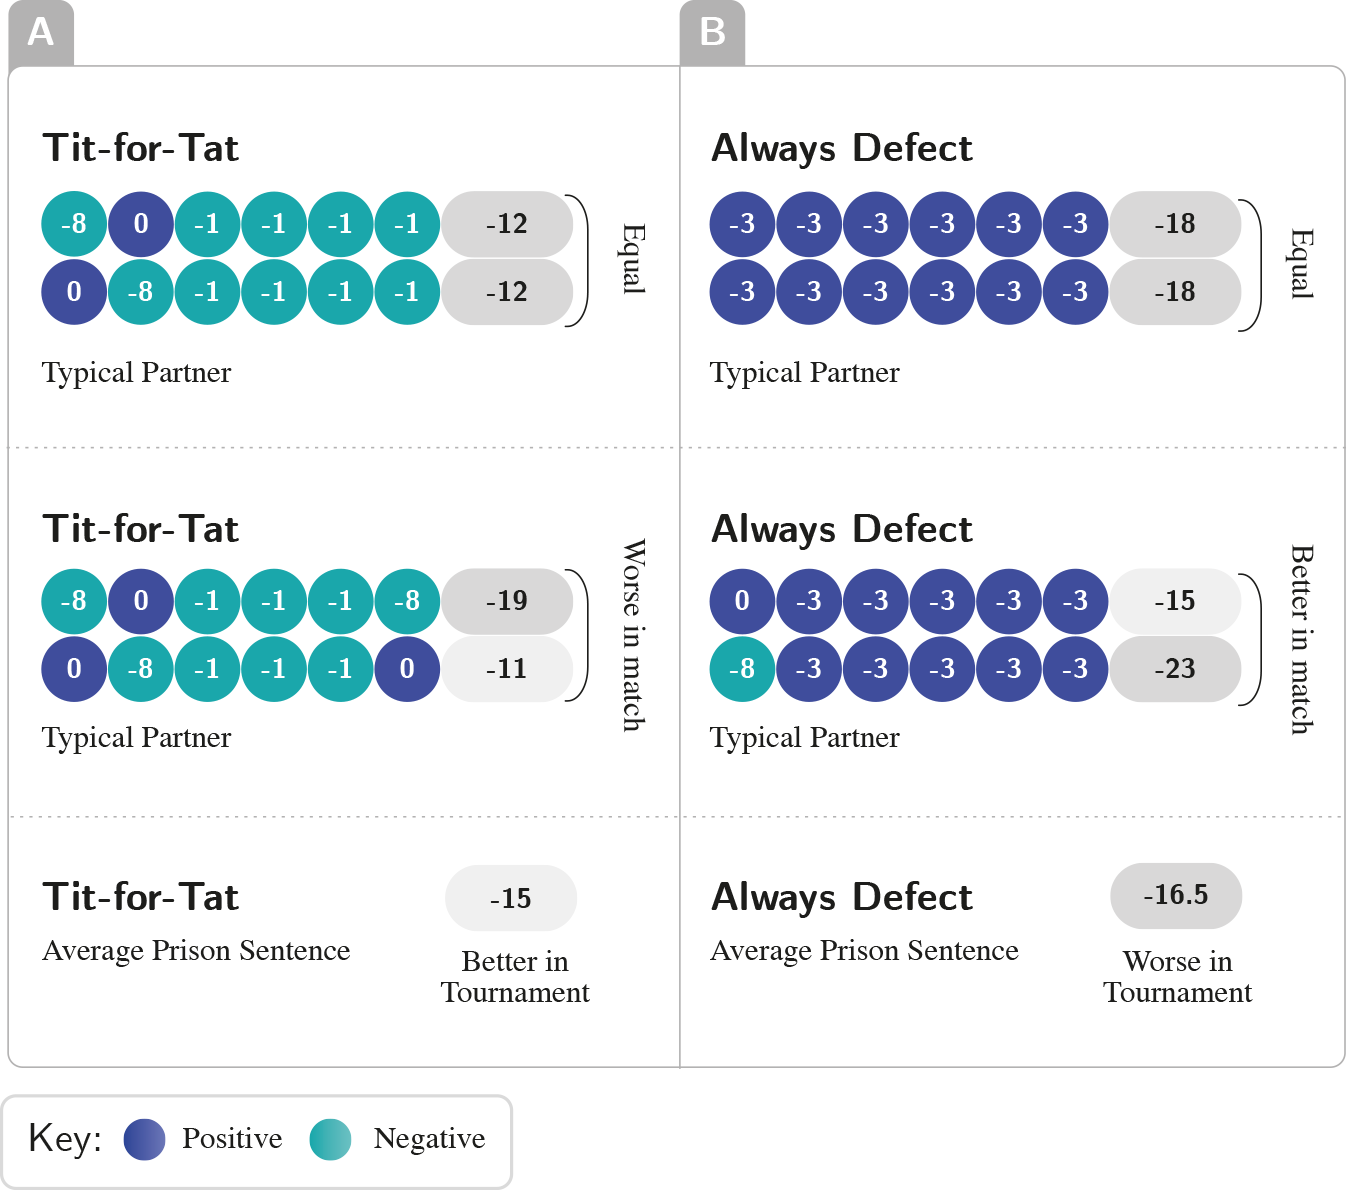 A
Tit-for-Tat
-8 0 -1 -1 -1 -1 -12
0 -8 -1 -1 -1 -1 -12
Equal
Typical Partner
Tit-for-Tat
-8 0 -1 -1 -1 -8 -19
0 -8 -1 -1 -1 0 -11
Worse in match
Typical Partner
Tit-for-Tat
Average Prison Sentence
-15
Better in
Tournament
B
Always Defect
-3 -3 -3 -3 -3 -3 -18
-3 -3 -3 -3 -3 -3 -18
Equal
Typical Partner
Always Defect
0 -3 -3 -3 -3 -3 -15
-8 -3 -3 -3 -3 -3 -23
Better in match
Typical Partner
Always Defect
Average Prison Sentence
-16.5
Worse in
Tournament
Key: Positive Negative